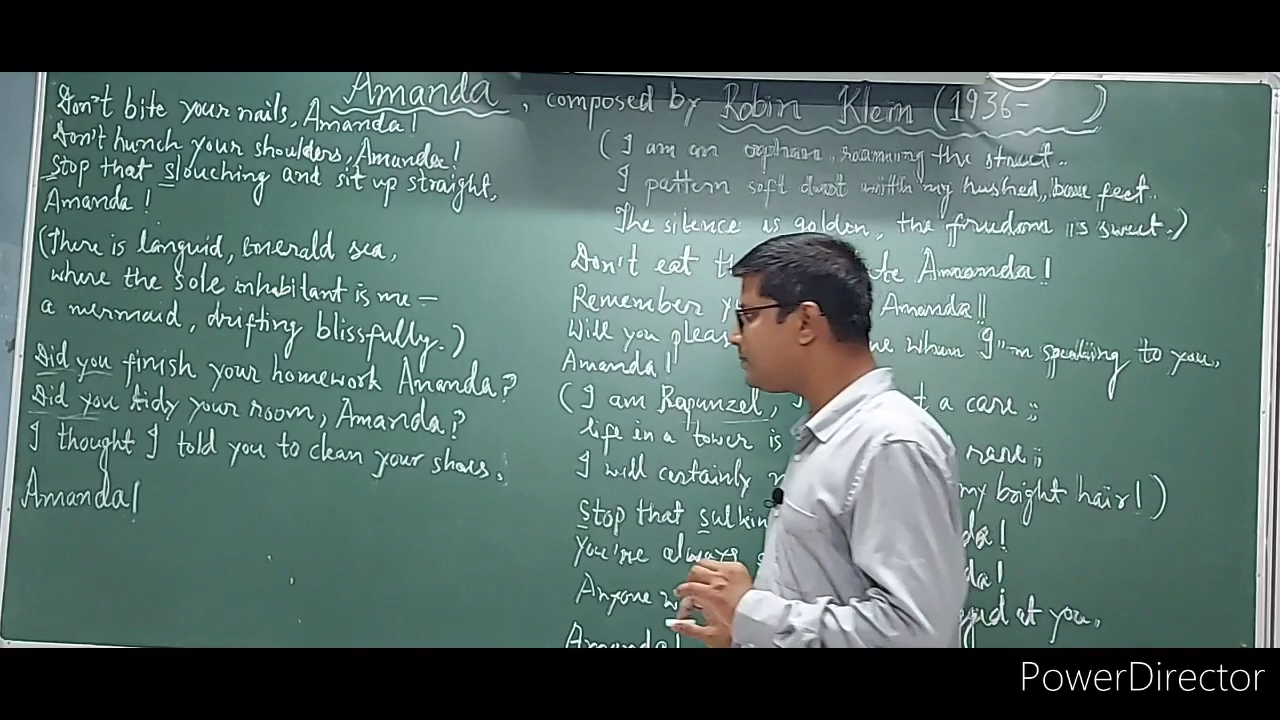 Amanda, composed by Robin Klein (1936- )
Don't bite your nails, Amanda!
Don't hunch your shoulders, Amanda!
Stop that slouching and sit up straight,
Amanda!
(There is languid, Emerald sea,
where the sole inhabitant is me —
a mermaid, drifting blissfully.)
Did you finish your homework Amanda?
Did you tidy your room, Amanda?
I thought I told you to clean your shoes,
Amanda!
(I am an orphan, roaming the street..
I pattern soft dust with my hushed, bare feet.
The silence is golden, the freedom is sweet.)
Don't eat Amanda!
Remember Amanda!!
Will you when I'm speaking to you,
Amanda!
(I am Rapunzel, a care;;
life in a tower is rare;;
I will certainly my bright hair!)
Stop that
You're always
Anyone at you,
Amanda!
PowerDirector